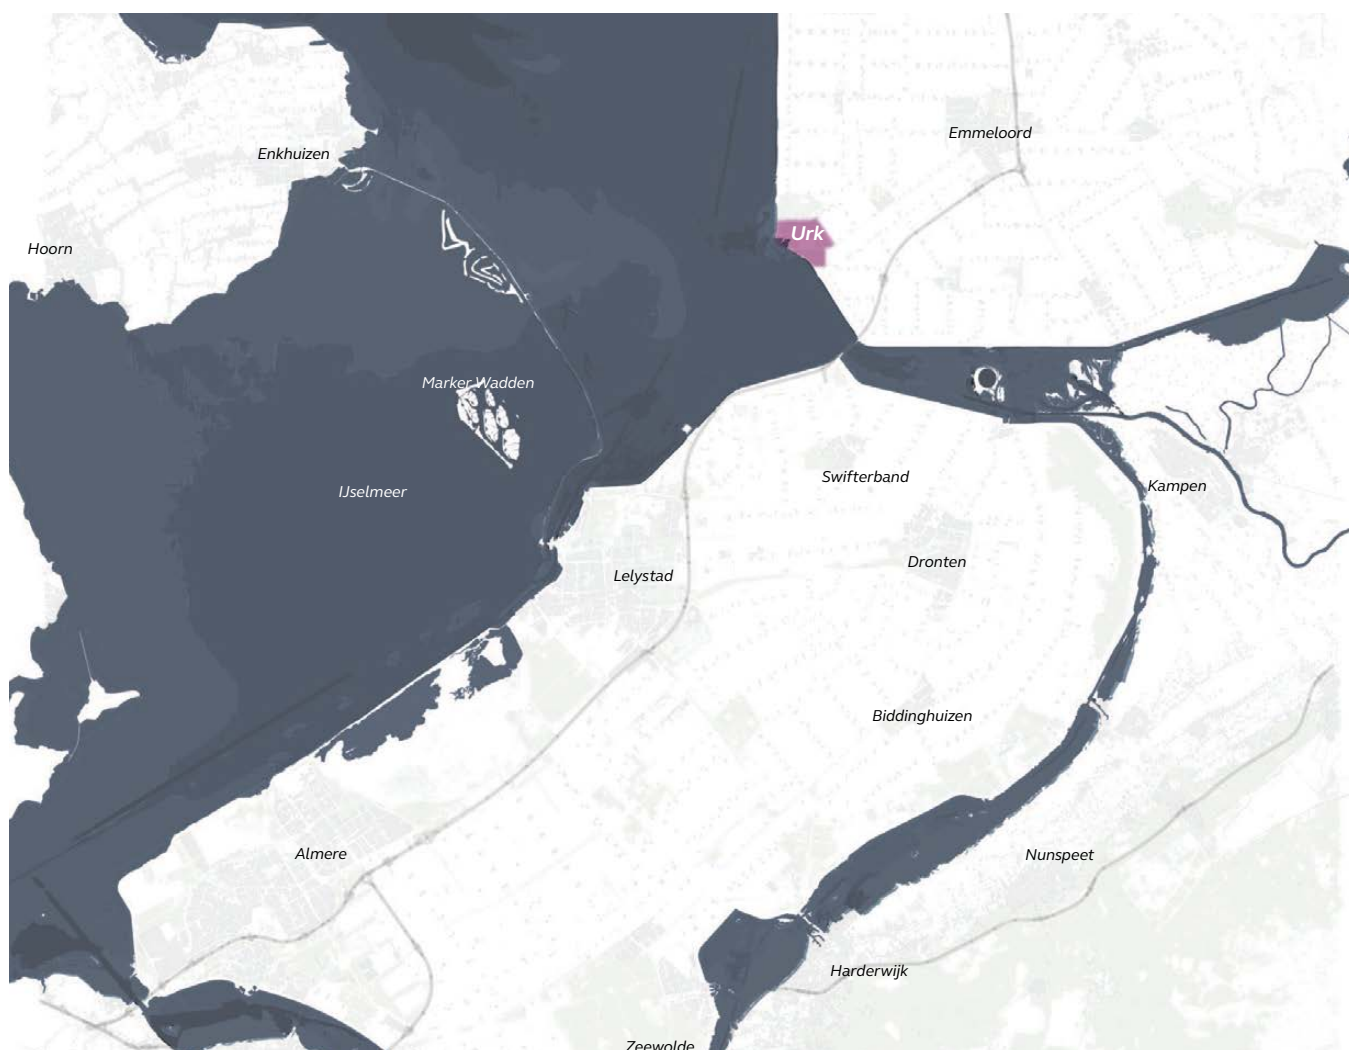 Emmeloord
Enkhuizen
Urk
Hoorn
Marker Wadden
Swifterband
IJselmeer
Kampen
Dronten
Lelystad
Biddinghuizen
Almere
Nunspeet
Harderwijk
Zeewolde